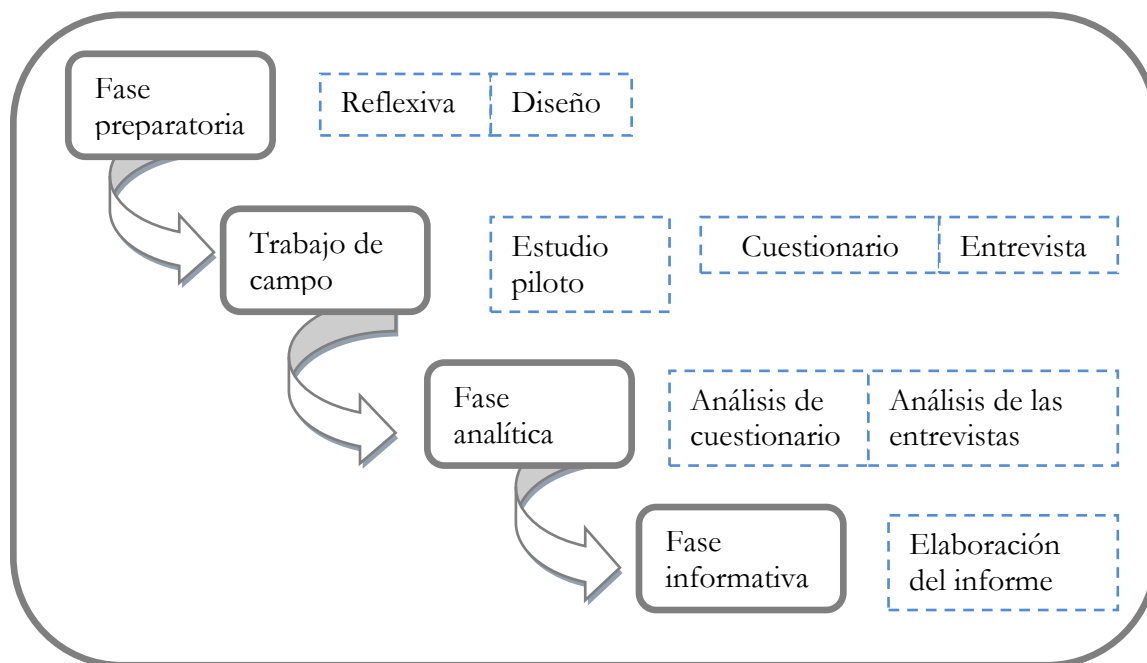 Fase
preparatoria
Reflexiva
Diseño
Trabajo de
campo
Estudio
piloto
Cuestionario
Entrevista
Fase
analítica
Análisis de
cuestionario
Análisis de las
entrevistas
Fase
informativa
Elaboración
del informe